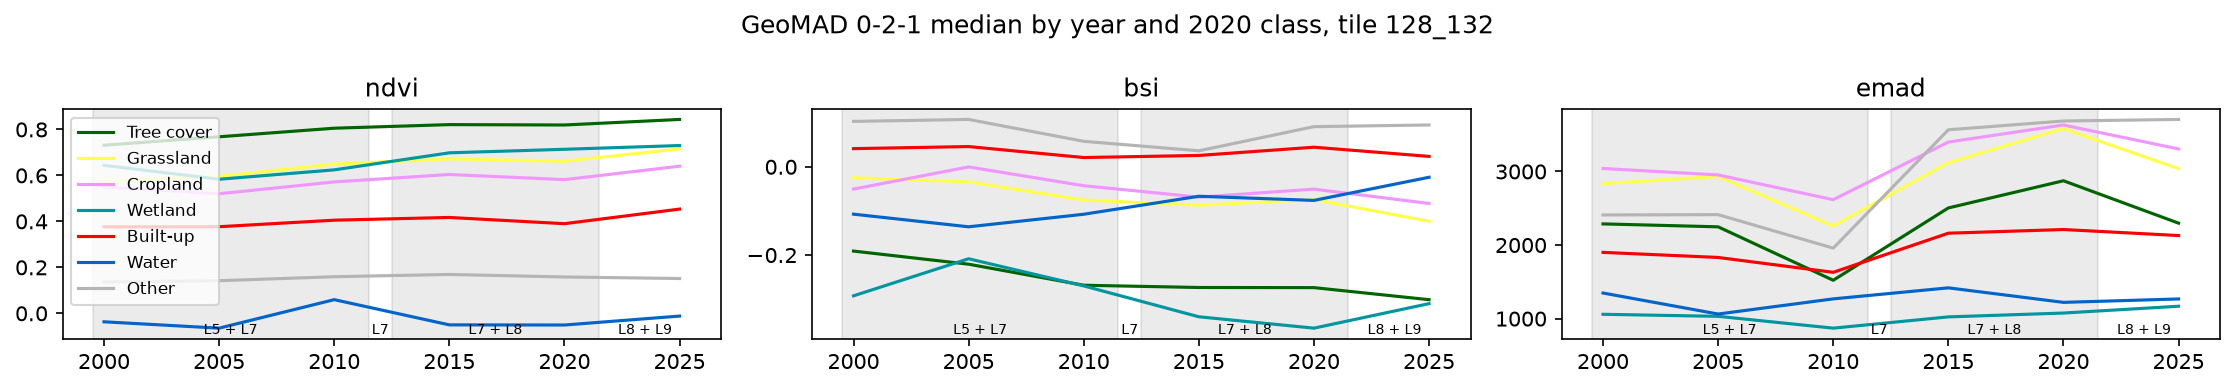 GeoMAD 0-2-1 median by year and 2020 class, tile 128_132
ndvi
0.8
0.6
0.4
0.2
0.0
Tree cover
Grassland
Cropland
Wetland
Built-up
Water
Other
L5 + L7
L7
L7 + L8
L8 + L9
2000 2005 2010 2015 2020 2025
bsi
0.0
−0.2
L5 + L7
L7
L7 + L8
L8 + L9
2000 2005 2010 2015 2020 2025
emad
3000
2000
1000
L5 + L7
L7
L7 + L8
L8 + L9
2000 2005 2010 2015 2020 2025